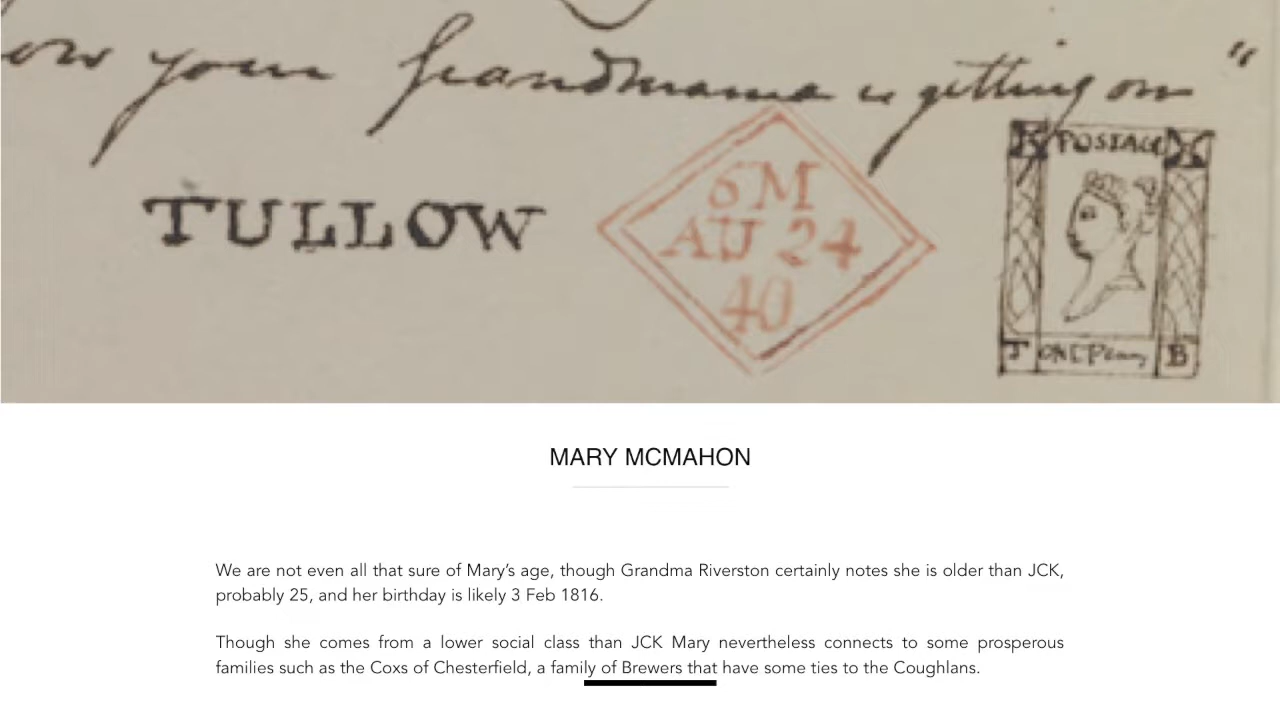 your Grandmama is getting on"
TULLOW
6M
AU 24
40
POSTAGE
T ONE Penny B
MARY MCMAHON
We are not even all that sure of Mary’s age, though Grandma Riverston certainly notes she is older than JCK,
probably 25, and her birthday is likely 3 Feb 1816.
Though she comes from a lower social class than JCK Mary nevertheless connects to some prosperous
families such as the Coxs of Chesterfield, a family of Brewers that have some ties to the Coughlans.